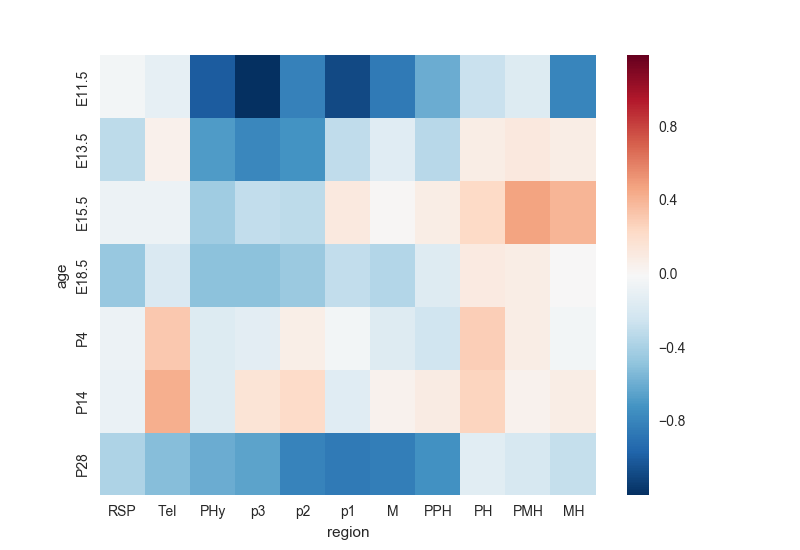 E11.5
E13.5
E15.5
E18.5
P4
P14
P28
age
RSP Tel PHy p3 p2 p1 M PPH PH PMH MH
region
0.8
0.4
0.0
−0.4
−0.8